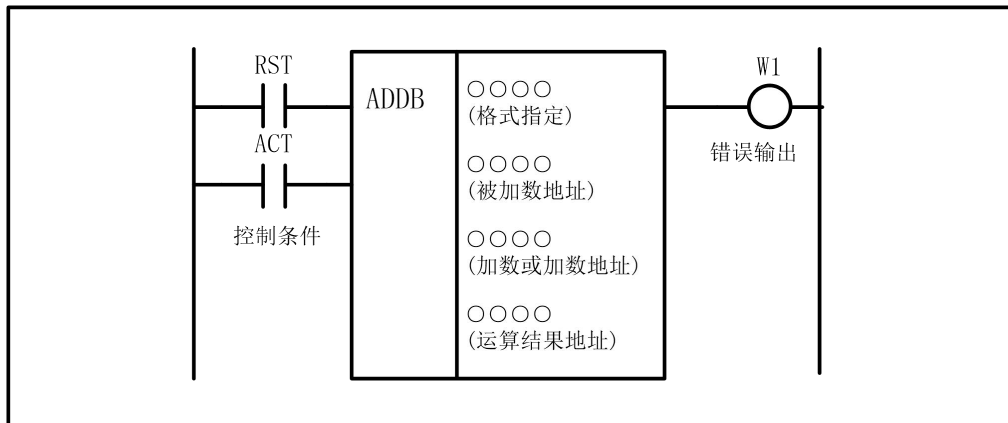 RST
ADDB
○○○○
(格式指定)
W1
错误输出
ACT
控制条件
○○○○
(被加数地址)
○○○○
(加数或加数地址)
○○○○
(运算结果地址)